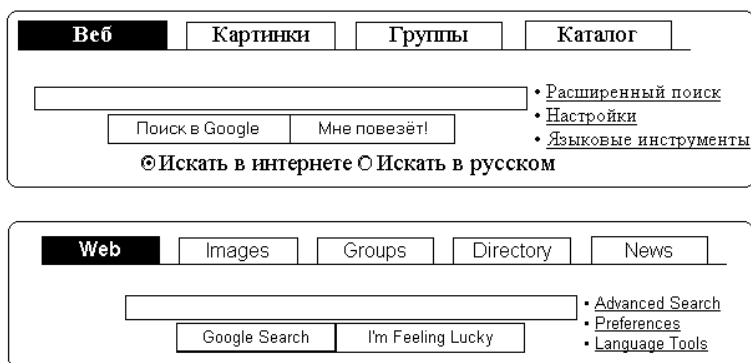 Веб Картинки Группы Каталог
• Расширенный поиск
• Настройки
• Языковые инструменты
Поиск в Google Мне повезёт!
Искать в интернете Искать в русском
Web Images Groups Directory News
• Advanced Search
• Preferences
• Language Tools
Google Search I'm Feeling Lucky